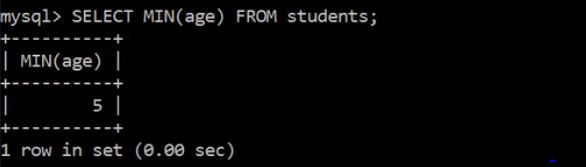 mysql> SELECT MIN(age) FROM students;
+----------+
| MIN(age) |
+----------+
|        5 |
+----------+
1 row in set (0.00 sec)